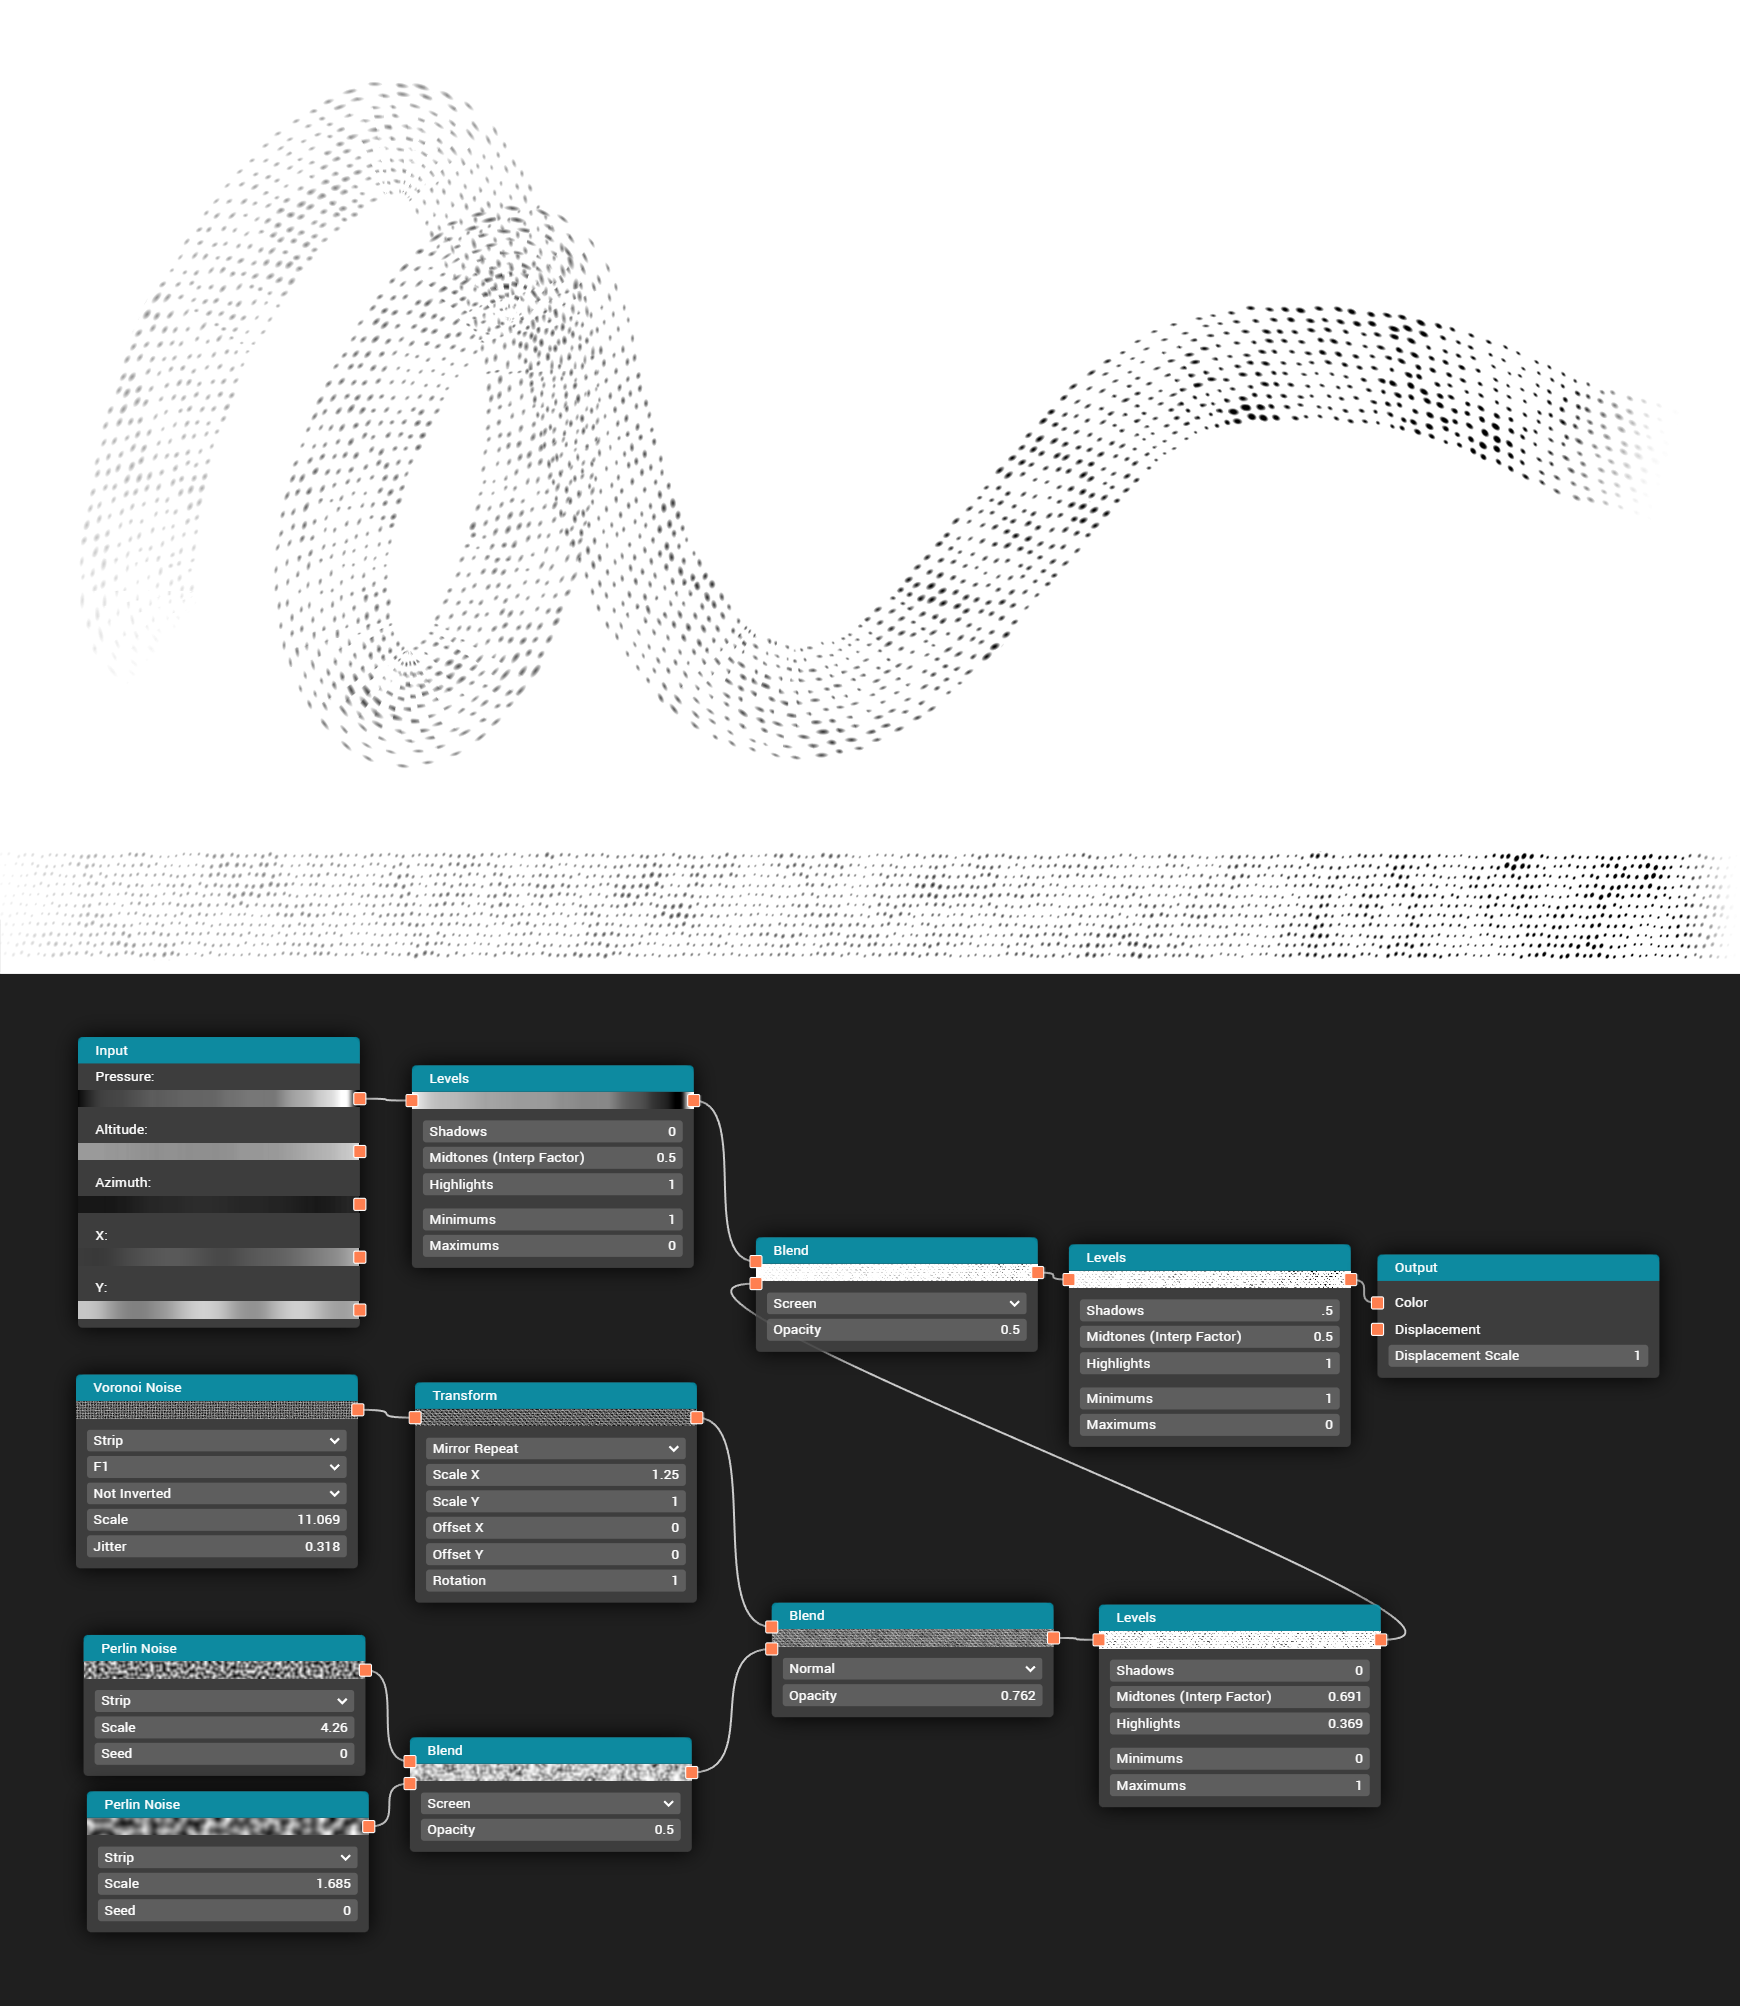 Input
Pressure:
Altitude:
Azimuth:
X:
Y:
Levels
Shadows 0
Midtones (Interp Factor) 0.5
Highlights 1
Minimums 1
Maximums 0
Blend
Screen
Opacity 0.5
Levels
Shadows .5
Midtones (Interp Factor) 0.5
Highlights 1
Minimums 1
Maximums 0
Output
Color
Displacement
Displacement Scale 1
Voronoi Noise
Strip
F1
Not Inverted
Scale 11.069
Jitter 0.318
Transform
Mirror Repeat
Scale X 1.25
Scale Y 1
Offset X 0
Offset Y 0
Rotation 1
Perlin Noise
Strip
Scale 4.26
Seed 0
Perlin Noise
Strip
Scale 1.685
Seed 0
Blend
Screen
Opacity 0.5
Blend
Normal
Opacity 0.762
Levels
Shadows 0
Midtones (Interp Factor) 0.691
Highlights 0.369
Minimums 0
Maximums 1